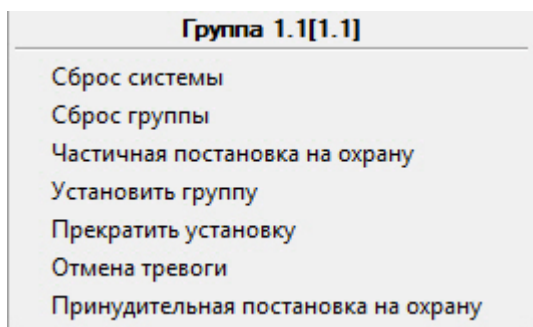 Группа 1.1[1.1]
Сброс системы
Сброс группы
Частичная постановка на охрану
Установить группу
Прекратить установку
Отмена тревоги
Принудительная постановка на охрану